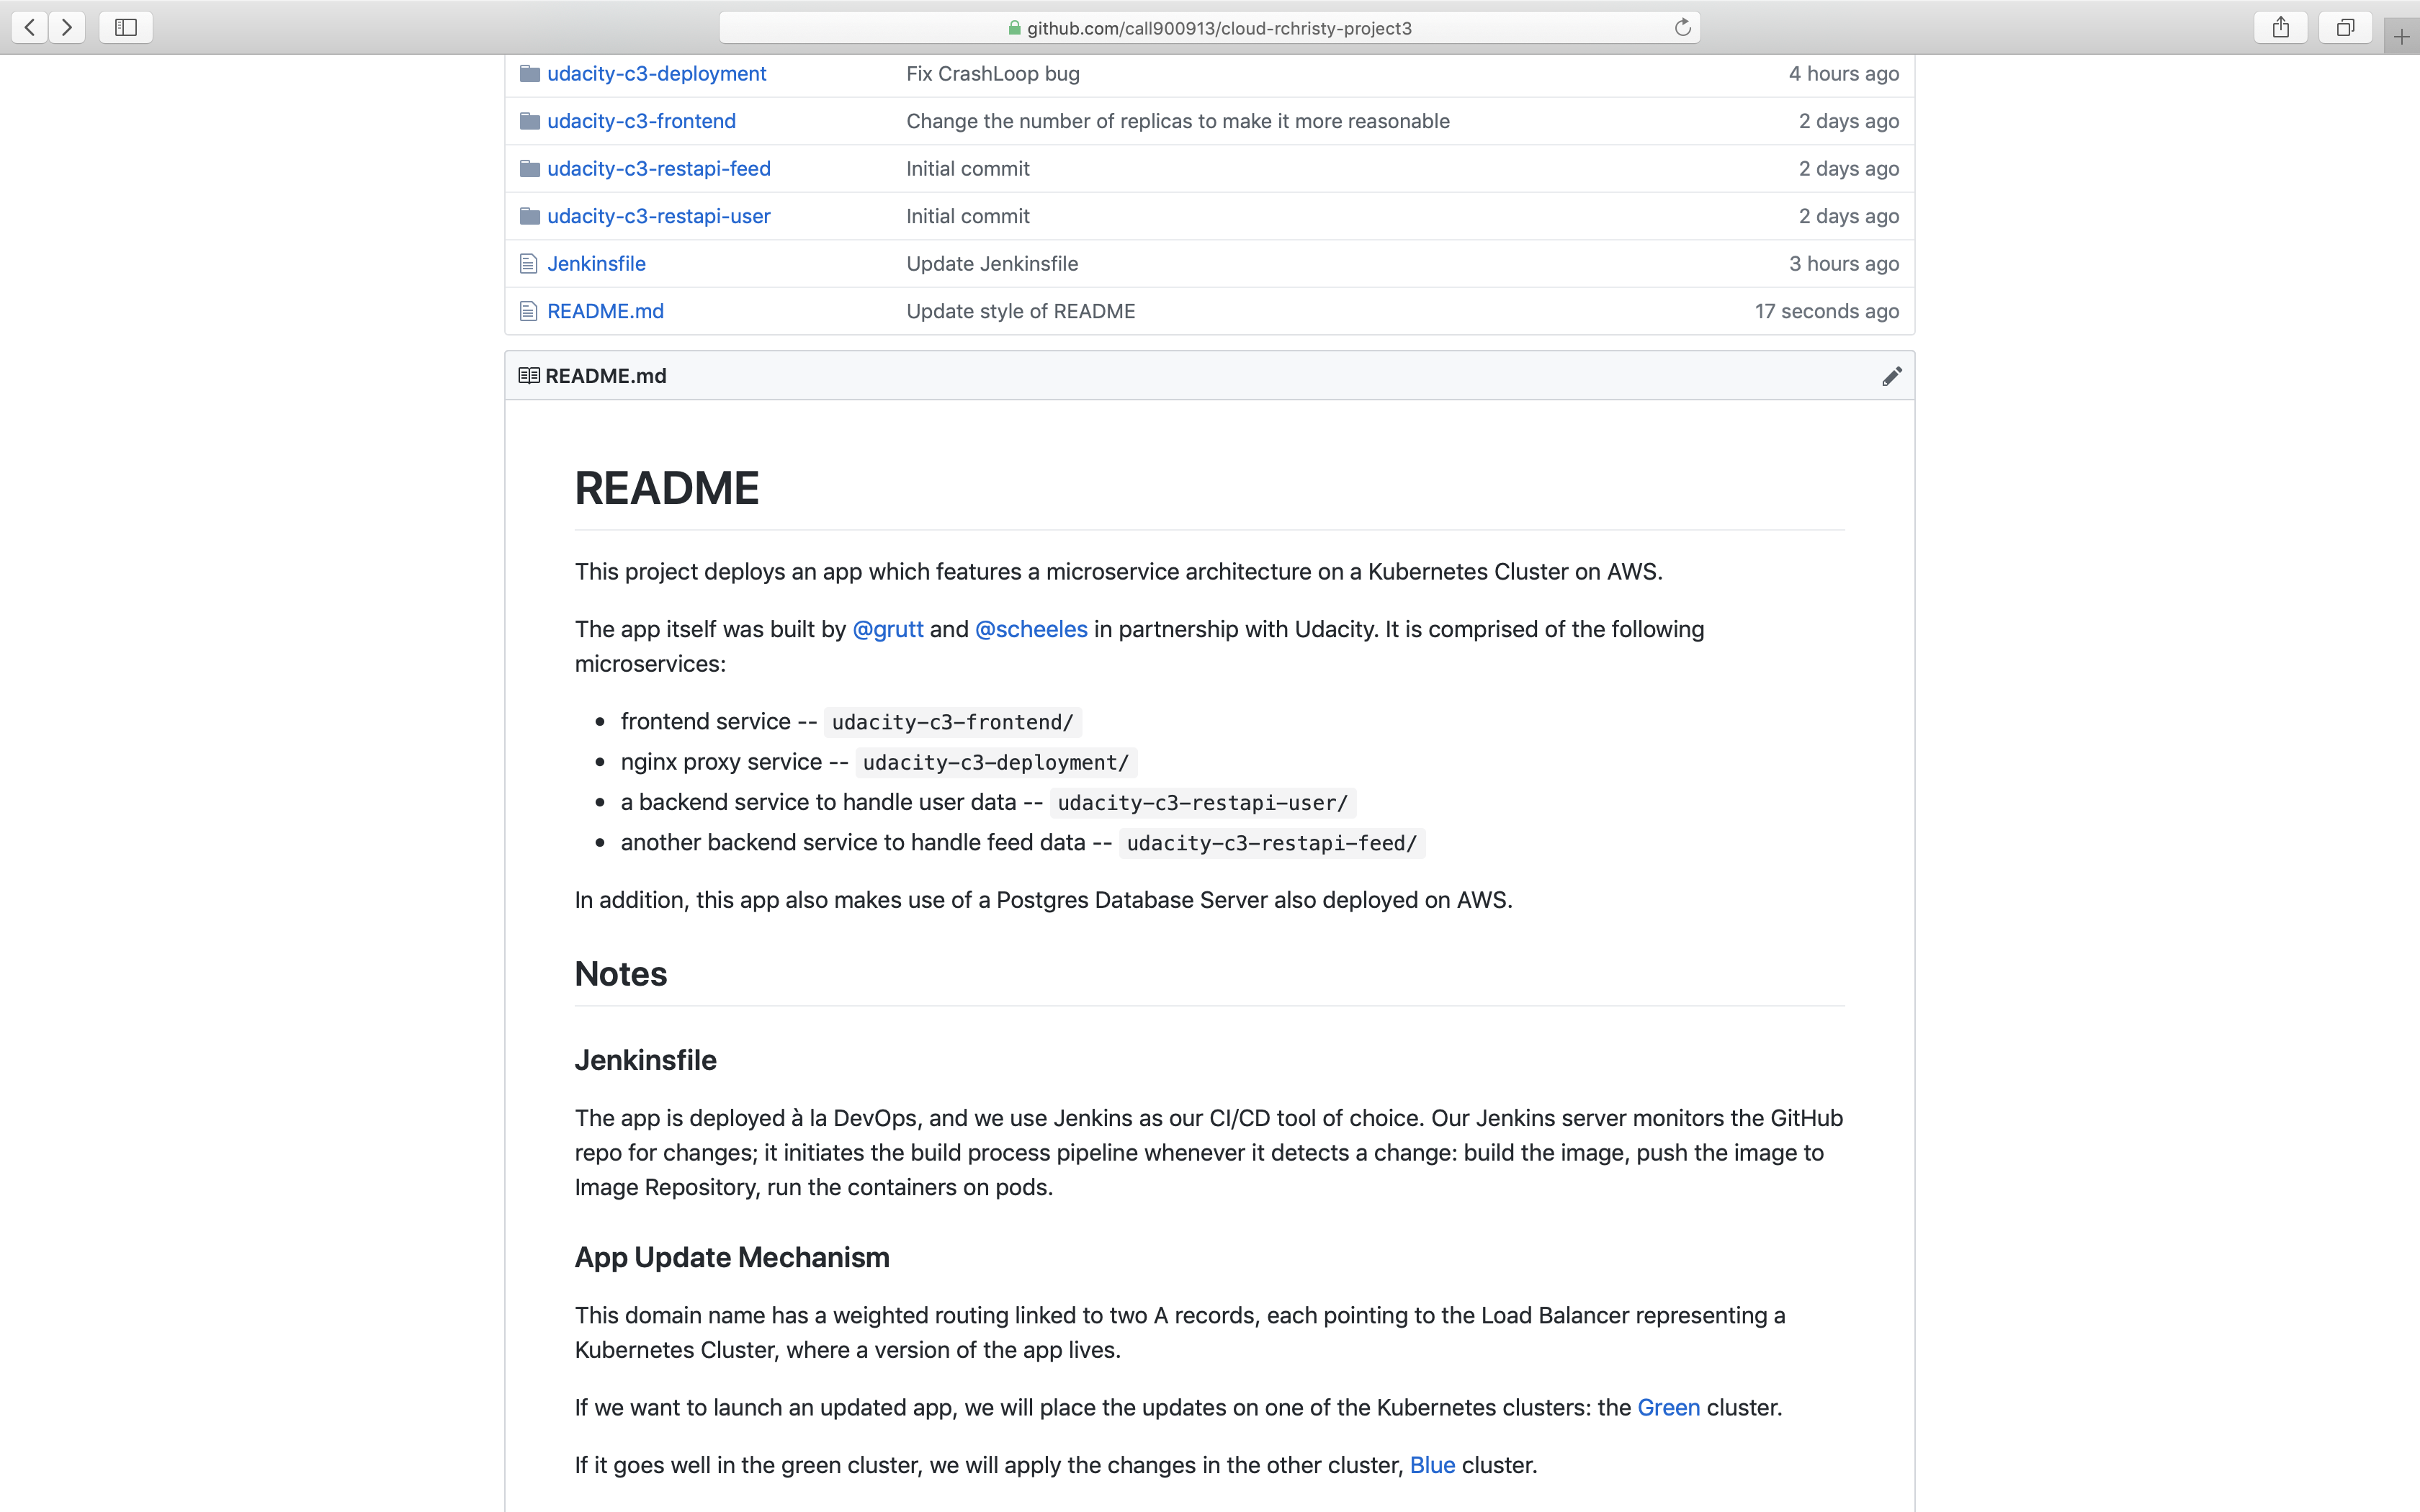 github.com/call900913/cloud-rchristy-project3
udacity-c3-deployment Fix CrashLoop bug 4 hours ago
udacity-c3-frontend Change the number of replicas to make it more reasonable 2 days ago
udacity-c3-restapi-feed Initial commit 2 days ago
udacity-c3-restapi-user Initial commit 2 days ago
Jenkinsfile Update Jenkinsfile 3 hours ago
README.md Update style of README 17 seconds ago
README.md
README
This project deploys an app which features a microservice architecture on a Kubernetes Cluster on AWS.
The app itself was built by @grutt and @scheeles in partnership with Udacity. It is comprised of the following
microservices:
• frontend service -- udacity-c3-frontend/
• nginx proxy service -- udacity-c3-deployment/
• a backend service to handle user data -- udacity-c3-restapi-user/
• another backend service to handle feed data -- udacity-c3-restapi-feed/
In addition, this app also makes use of a Postgres Database Server also deployed on AWS.
Notes
Jenkinsfile
The app is deployed à la DevOps, and we use Jenkins as our CI/CD tool of choice. Our Jenkins server monitors the GitHub
repo for changes; it initiates the build process pipeline whenever it detects a change: build the image, push the image to
Image Repository, run the containers on pods.
App Update Mechanism
This domain name has a weighted routing linked to two A records, each pointing to the Load Balancer representing a
Kubernetes Cluster, where a version of the app lives.
If we want to launch an updated app, we will place the updates on one of the Kubernetes clusters: the Green cluster.
If it goes well in the green cluster, we will apply the changes in the other cluster, Blue cluster.